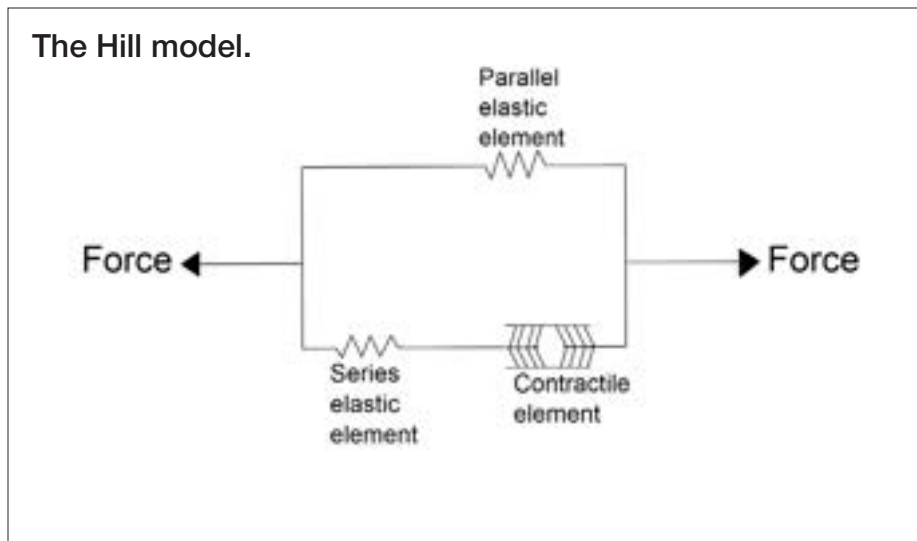 The Hill model.
Parallel
elastic
element
Force
Force
Series
elastic
element
Contractile
element